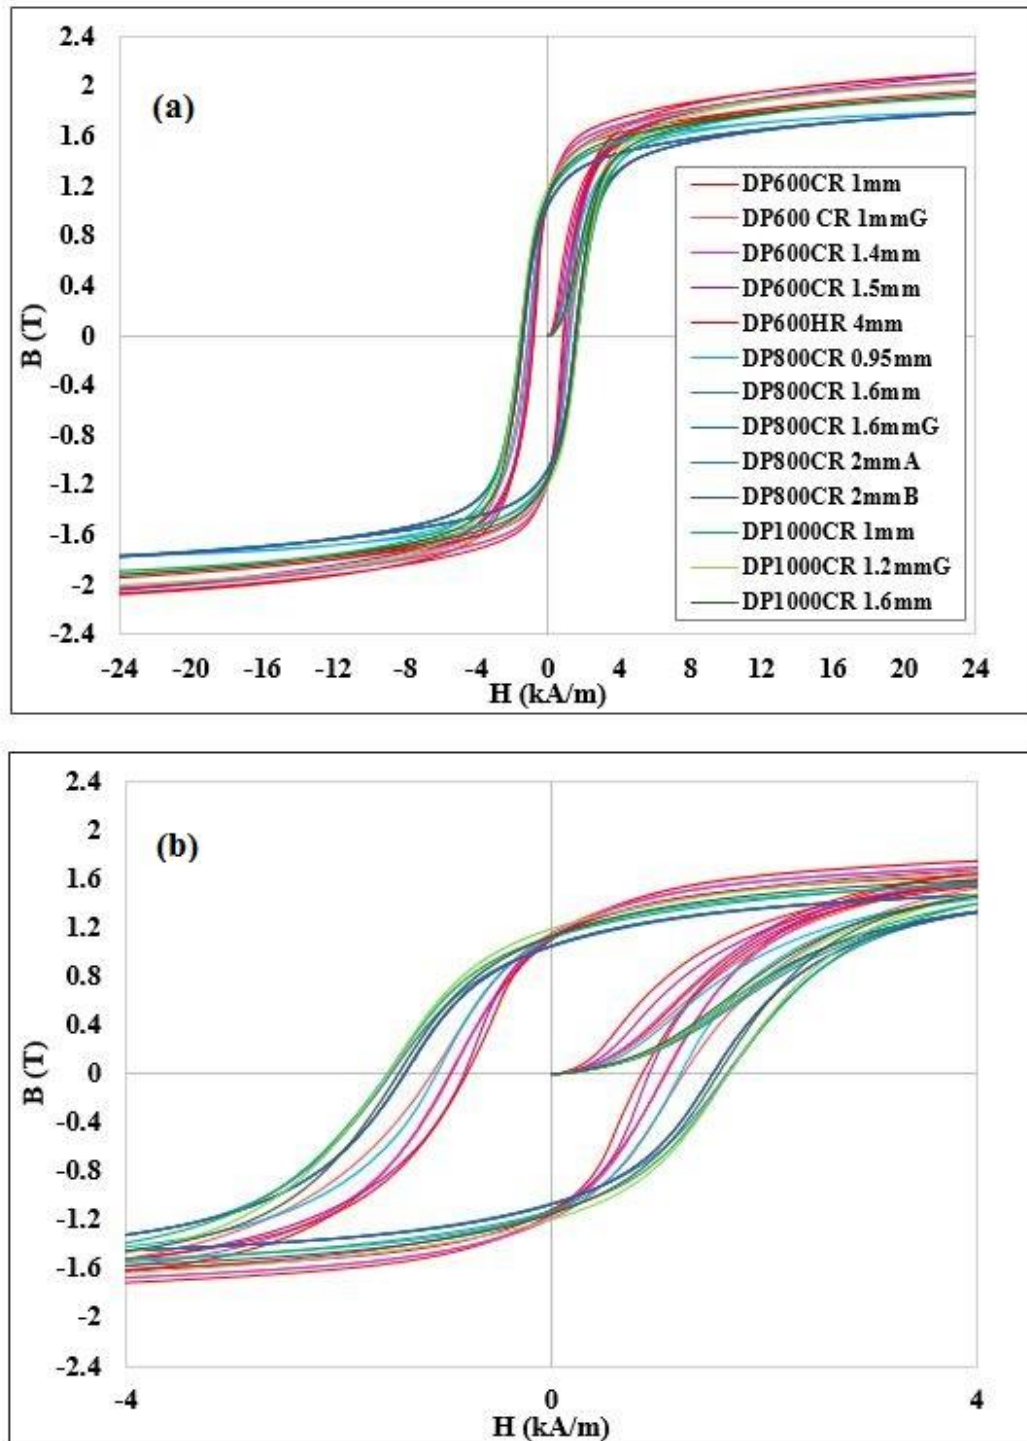 2.4
(a)
2
1.6
1.2
0.8
0.4
0
-0.4
-0.8
-1.2
-1.6
-2
-2.4
B (T)
DP600CR 1mm
DP600 CR 1mmG
DP600CR 1.4mm
DP600CR 1.5mm
DP600HR 4mm
DP800CR 0.95mm
DP800CR 1.6mm
DP800CR 1.6mmG
DP800CR 2mmA
DP800CR 2mmB
DP1000CR 1mm
DP1000CR 1.2mmG
DP1000CR 1.6mm
-24 -20 -16 -12 -8 -4 0 4 8 12 16 20 24
H (kA/m)
2.4
2
(b)
1.6
1.2
0.8
0.4
0
-0.4
-0.8
-1.2
-1.6
-2
-2.4
B (T)
-4 0 4
H (kA/m)